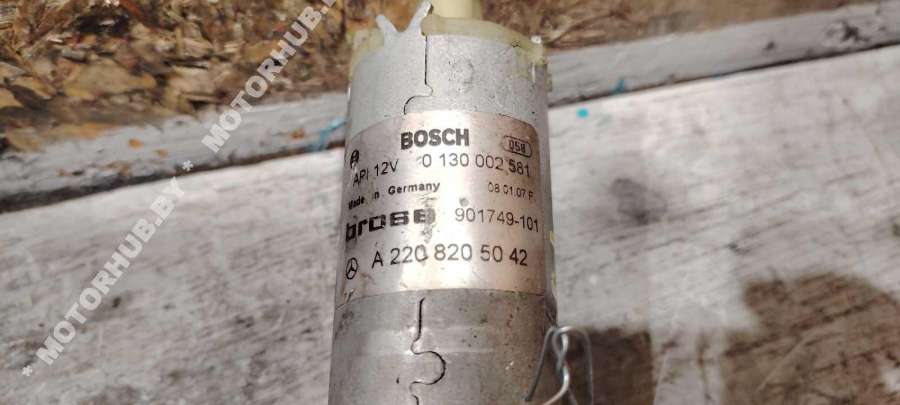 BOSCH 058
API 12V 0 130 002 581
Made in Germany 08.01.07 F
brose 901749-101
A 220 820 50 42
* MOTORHUB.BY * MOTORHUB.BY
* MOTORHUB.BY *